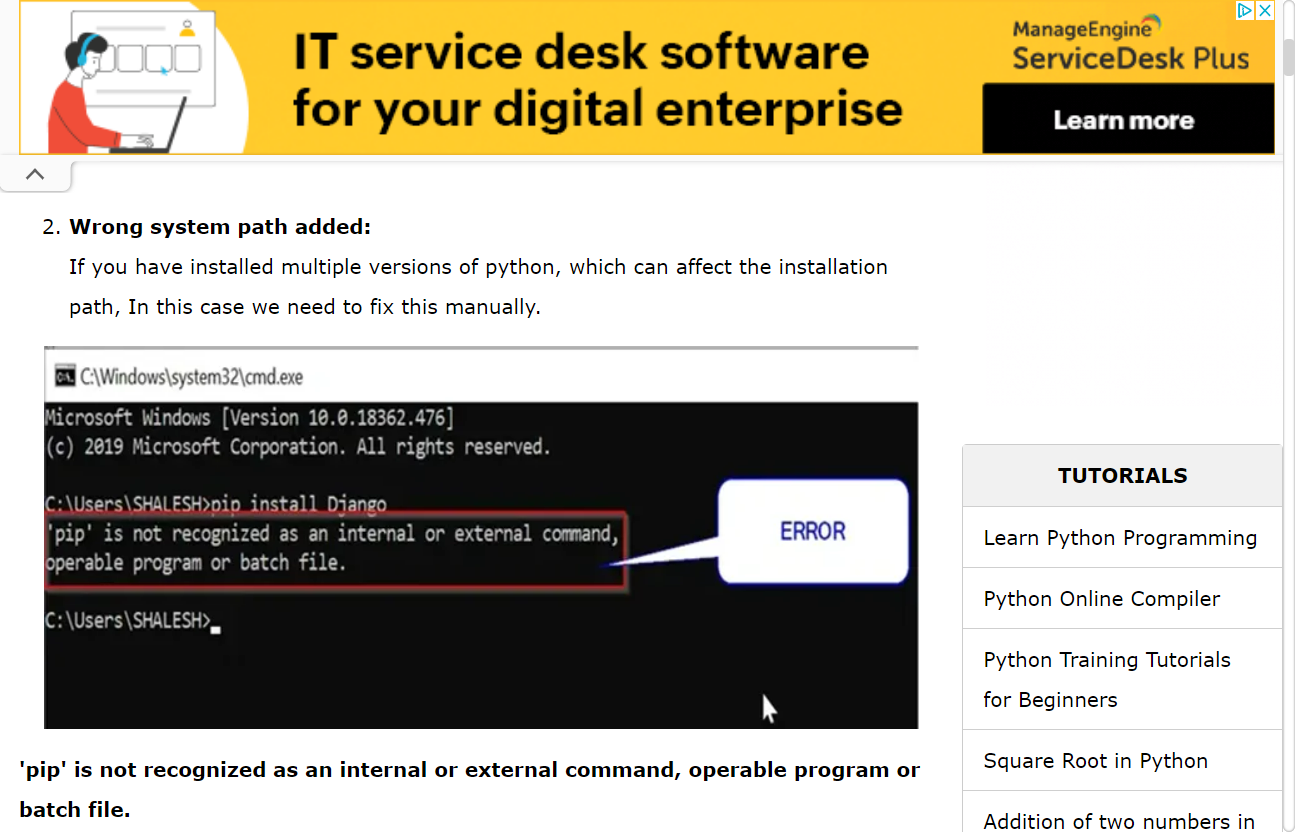 IT service desk software
for your digital enterprise
ManageEngine
ServiceDesk Plus
Learn more
2. Wrong system path added:
If you have installed multiple versions of python, which can affect the installation
path, In this case we need to fix this manually.
C:\Windows\system32\cmd.exe
Microsoft Windows [Version 10.0.18362.476]
(c) 2019 Microsoft Corporation. All rights reserved.
C:\Users\SHALESH>pip install Django
'pip' is not recognized as an internal or external command,
operable program or batch file.
ERROR
C:\Users\SHALESH>
'pip' is not recognized as an internal or external command, operable program or
batch file.
TUTORIALS
Learn Python Programming
Python Online Compiler
Python Training Tutorials
for Beginners
Square Root in Python
Addition of two numbers in